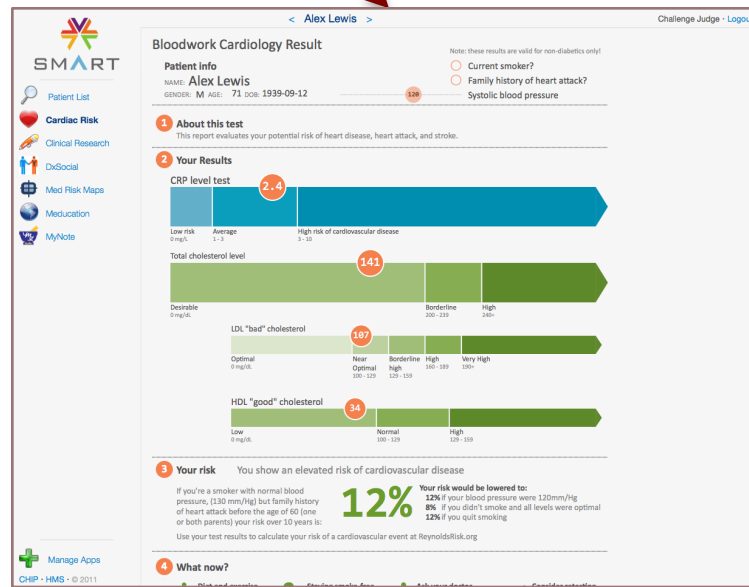 < Alex Lewis >
Challenge Judge · Logou
SMART
Patient List
Cardiac Risk
Clinical Research
DxSocial
Med Risk Maps
Meducation
MyNote
Manage Apps
CHIP · HMS · © 2011
Bloodwork Cardiology Result
Note: these results are valid for non-diabetics only!
Patient info
NAME: Alex Lewis
GENDER: M AGE: 71 DOB: 1939-09-12
Current smoker?
Family history of heart attack?
120 Systolic blood pressure
1 About this test
This report evaluates your potential risk of heart disease, heart attack, and stroke.
2 Your Results
CRP level test
2.4
Low risk Average High risk of cardiovascular disease
0 mg/L 1 - 3 3 - 10
Total cholesterol level
141
Desirable Borderline High
0 mg/dL 200 - 239 240+
LDL "bad" cholesterol
107
Optimal Near Borderline High Very High
0 mg/dL Optimal high 160 - 189 190+
100 - 129 129 - 159
HDL "good" cholesterol
34
Low Normal High
0 mg/dL 100 - 129 129 - 159
3 Your risk You show an elevated risk of cardiovascular disease
If you're a smoker with normal blood
pressure, (130 mm/Hg) but family history
of heart attack before the age of 60 (one
or both parents) your risk over 10 years is:
12%
Your risk would be lowered to:
12% if your blood pressure were 120mm/Hg
8% if you didn't smoke and all levels were optimal
12% if you quit smoking
Use your test results to calculate your risk of a cardiovascular event at ReynoldsRisk.org
4 What now?